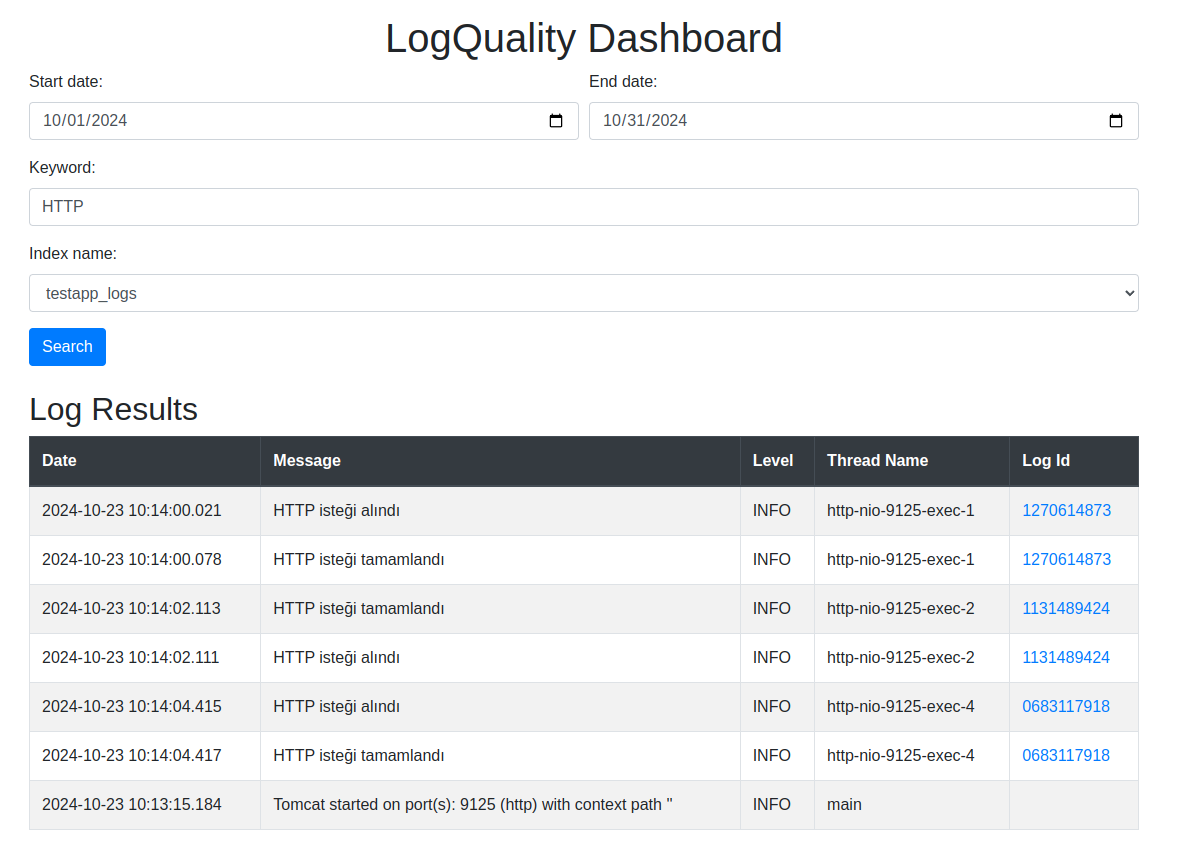 LogQuality Dashboard
Start date: End date:
10/01/2024 10/31/2024
Keyword:
HTTP
Index name:
testapp_logs
Search
Log Results
Date Message Level Thread Name Log Id
2024-10-23 10:14:00.021 HTTP isteği alındı INFO http-nio-9125-exec-1 1270614873
2024-10-23 10:14:00.078 HTTP isteği tamamlandı INFO http-nio-9125-exec-1 1270614873
2024-10-23 10:14:02.113 HTTP isteği tamamlandı INFO http-nio-9125-exec-2 1131489424
2024-10-23 10:14:02.111 HTTP isteği alındı INFO http-nio-9125-exec-2 1131489424
2024-10-23 10:14:04.415 HTTP isteği alındı INFO http-nio-9125-exec-4 0683117918
2024-10-23 10:14:04.417 HTTP isteği tamamlandı INFO http-nio-9125-exec-4 0683117918
2024-10-23 10:13:15.184 Tomcat started on port(s): 9125 (http) with context path '' INFO main